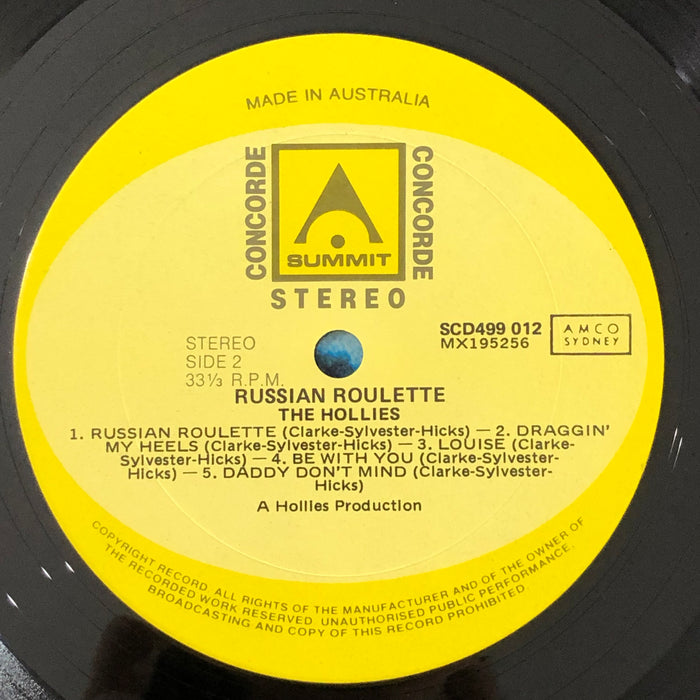 MADE IN AUSTRALIA
CONCORDE
CONCORDE
SUMMIT
STEREO
STEREO
SIDE 2
33⅓ R.P.M.
SCD499 012
MX195256
AMCO
SYDNEY
RUSSIAN ROULETTE
THE HOLLIES
1. RUSSIAN ROULETTE (Clarke-Sylvester-Hicks) — 2. DRAGGIN'
MY HEELS (Clarke-Sylvester-Hicks) — 3. LOUISE (Clarke-
Sylvester-Hicks) — 4. BE WITH YOU (Clarke-Sylvester-
Hicks) — 5. DADDY DON'T MIND (Clarke-Sylvester-
Hicks)
A Hollies Production
COPYRIGHT RECORD. ALL RIGHTS OF THE MANUFACTURER AND OF THE OWNER OF
THE RECORDED WORK RESERVED. UNAUTHORISED PUBLIC PERFORMANCE,
BROADCASTING AND COPY OF THIS RECORD PROHIBITED.